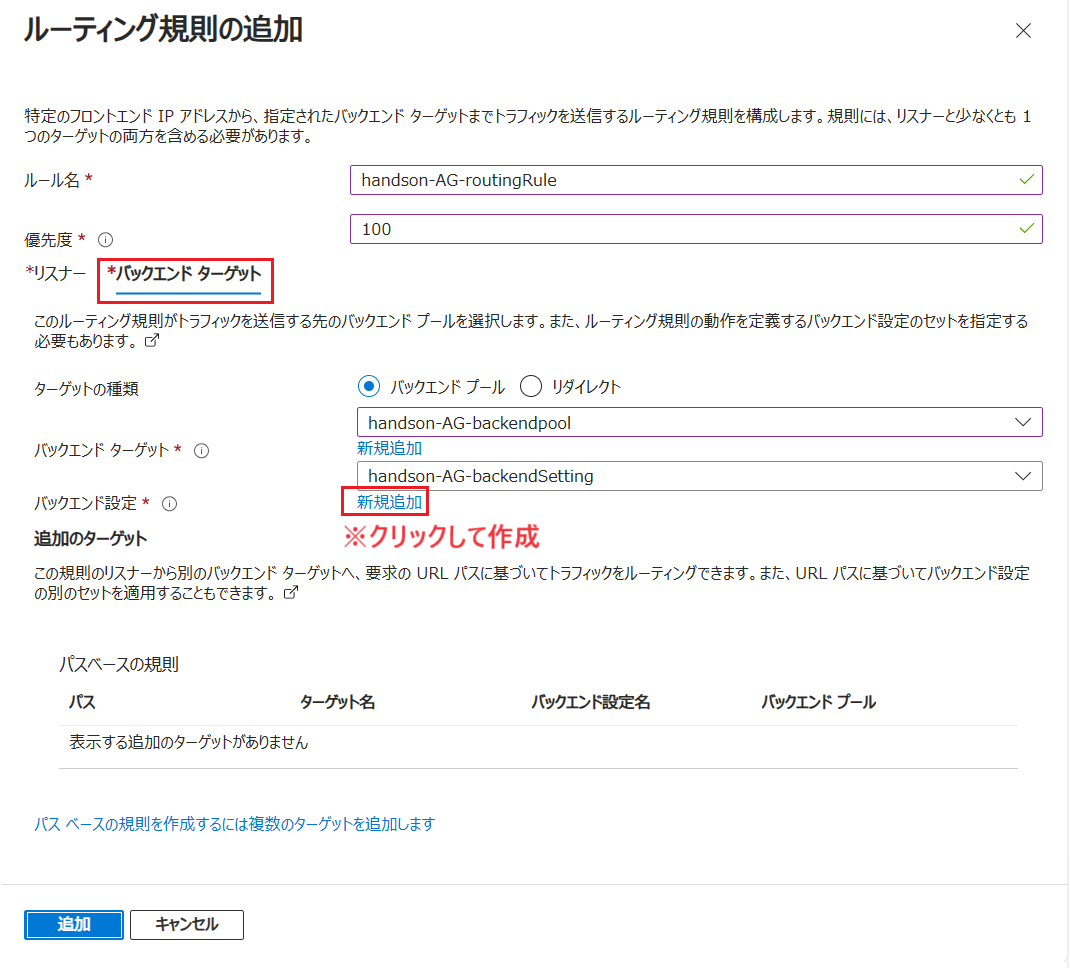 ルーティング規則の追加
特定のフロントエンド IP アドレスから、指定されたバックエンド ターゲットまでトラフィックを送信するルーティング規則を構成します。規則には、リスナーと少なくとも 1
つのターゲットの両方を含める必要があります。
ルール名 *
handson-AG-routingRule
優先度 *
100
*リスナー *バックエンド ターゲット
このルーティング規則がトラフィックを送信する先のバックエンド プールを選択します。また、ルーティング規則の動作を定義するバックエンド設定のセットを指定する
必要もあります。
ターゲットの種類
バックエンド プール リダイレクト
handson-AG-backendpool
バックエンド ターゲット *
新規追加
handson-AG-backendSetting
バックエンド設定 *
新規追加
※クリックして作成
追加のターゲット
この規則のリスナーから別のバックエンド ターゲットへ、要求の URL パスに基づいてトラフィックをルーティングできます。また、URL パスに基づいてバックエンド設定
の別のセットを適用することもできます。
パスベースの規則
パス ターゲット名 バックエンド設定名 バックエンド プール
表示する追加のターゲットがありません
パス ベースの規則を作成するには複数のターゲットを追加します
追加 キャンセル